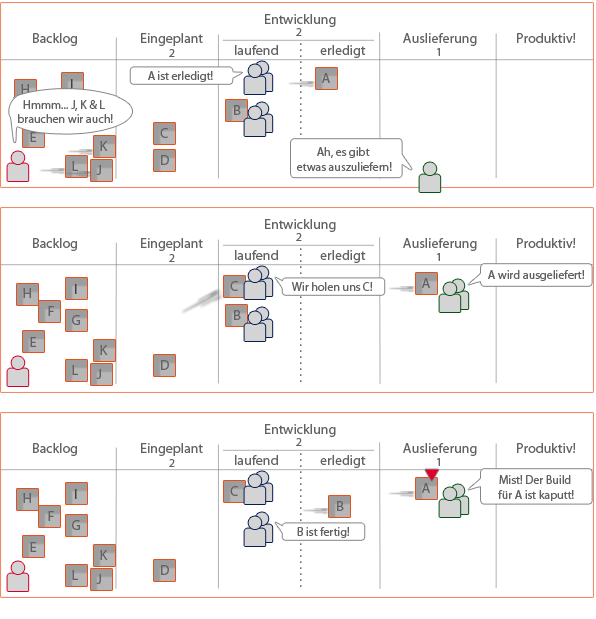 Entwicklung
Backlog
Eingeplant
2
Auslieferung
Produktiv!
2
laufend
erledigt
1
A ist erledigt!
A
H
I
Hmmm... J, K & L
brauchen wir auch!
B
E
K
C
D
L
J
Ah, es gibt
etwas auszuliefern!
Entwicklung
Backlog
Eingeplant
2
Auslieferung
Produktiv!
2
laufend
erledigt
1
H
I
F
G
C
Wir holen uns C!
A
A wird ausgeliefert!
B
E
K
L
J
D
Entwicklung
Backlog
Eingeplant
2
Auslieferung
Produktiv!
2
laufend
erledigt
1
H
I
F
G
C
A
Mist! Der Build
für A ist kaputt!
B
B ist fertig!
E
K
L
J
D